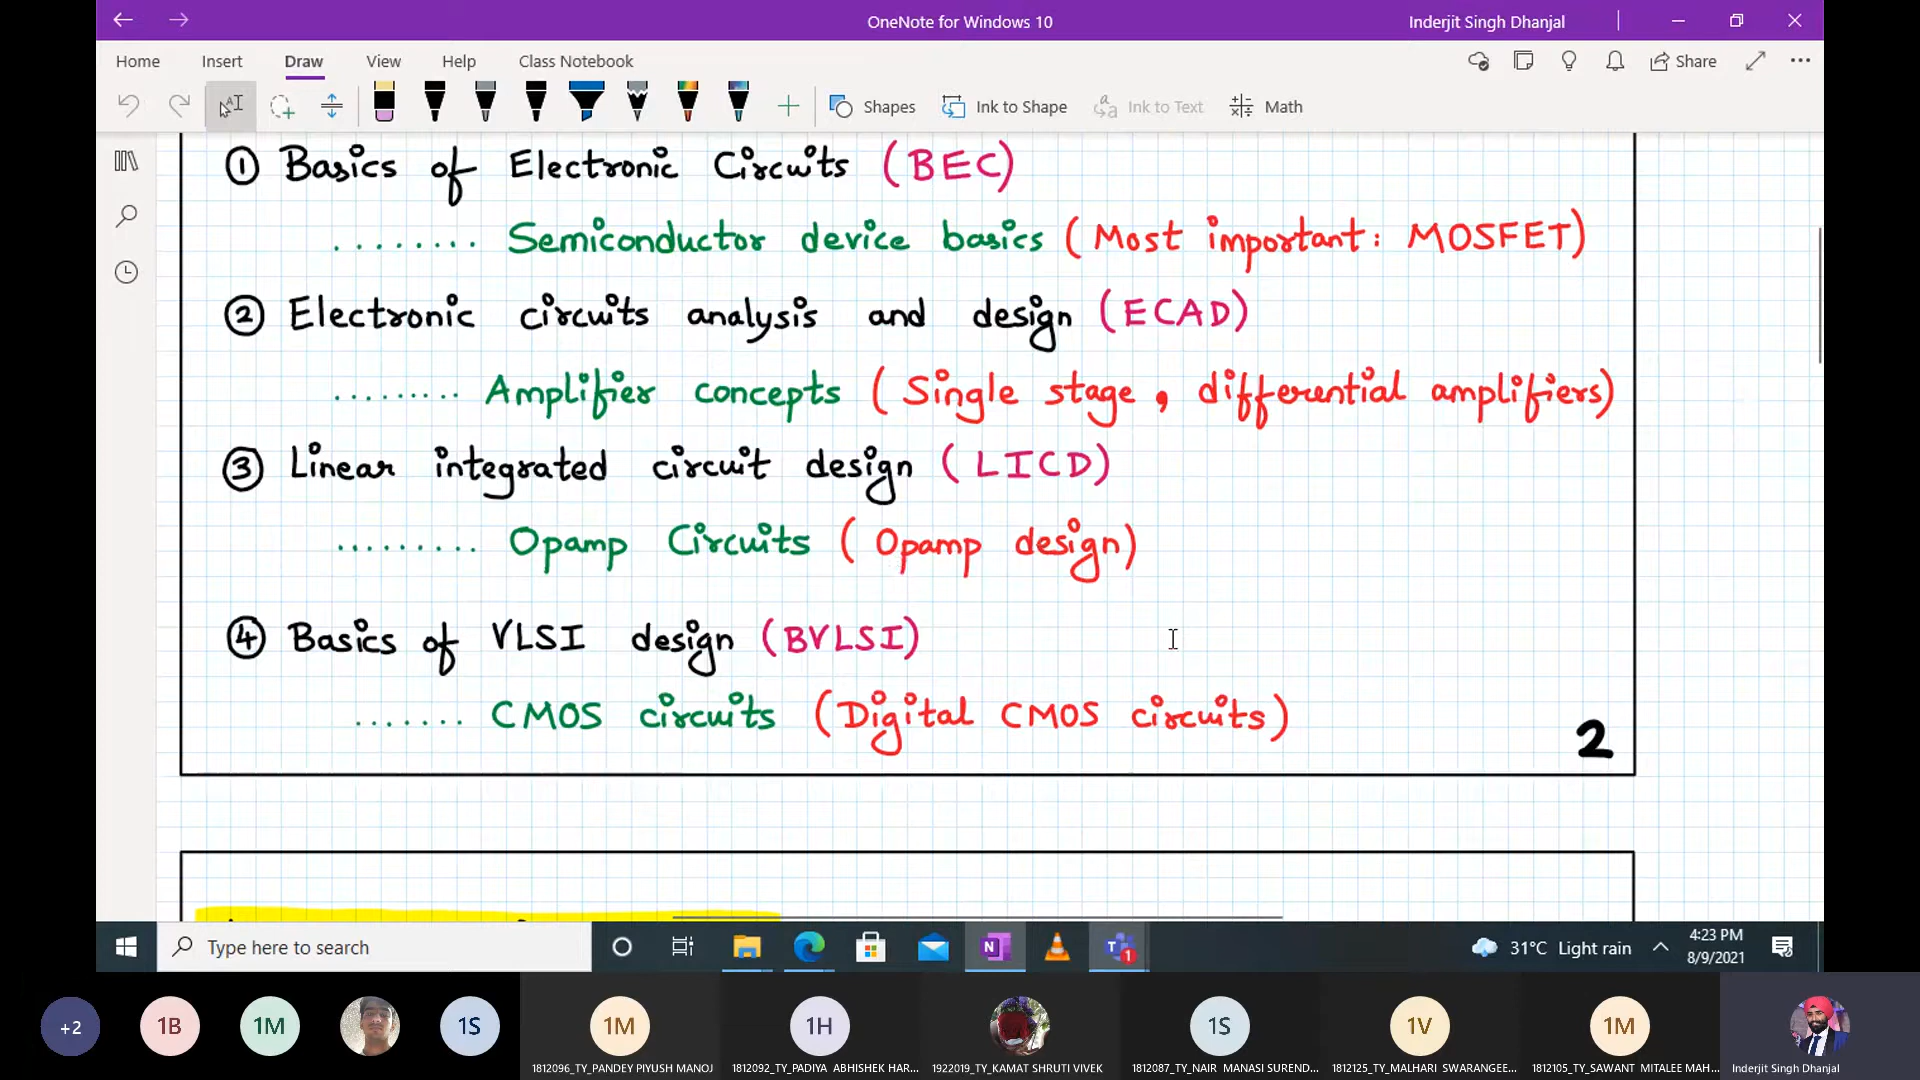 OneNote for Windows 10
Inderjit Singh Dhanjal
Home Insert Draw View Help Class Notebook
Share
Shapes
Ink to Shape
Ink to Text
Math
① Basics of Electronic Circuits (BEC)
........ Semiconductor device basics (Most important: MOSFET)
② Electronic circuits analysis and design (ECAD)
......... Amplifier concepts (Single stage, differential amplifiers)
③ Linear integrated circuit design (LICD)
......... Opamp Circuits (Opamp design)
④ Basics of VLSI design (BVLSI)
....... CMOS circuits (Digital CMOS circuits)
2
Type here to search
N
T
1
31°C Light rain
4:23 PM
8/9/2021
+2
1B
1M
1S
1M
1H
1S
1V
1M
1812096_TY_PANDEY PIYUSH MANOJ
1812092_TY_PADIYA ABHISHEK HAR...
1922019_TY_KAMAT SHRUTI VIVEK
1812087_TY_NAIR MANASI SUREND...
1812125_TY_MALHARI SWARANGEE...
1812105_TY_SAWANT MITALEE MAH...
Inderjit Singh Dhanjal